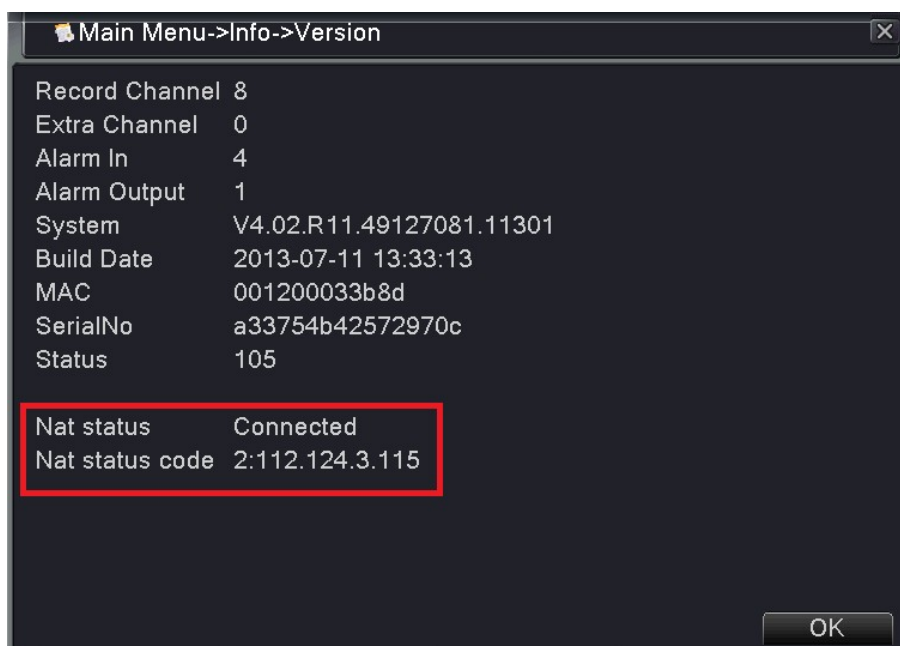 Main Menu->Info->Version
Record Channel 8
Extra Channel 0
Alarm In 4
Alarm Output 1
System V4.02.R11.49127081.11301
Build Date 2013-07-11 13:33:13
MAC 001200033b8d
SerialNo a33754b42572970c
Status 105
Nat status Connected
Nat status code 2:112.124.3.115
OK